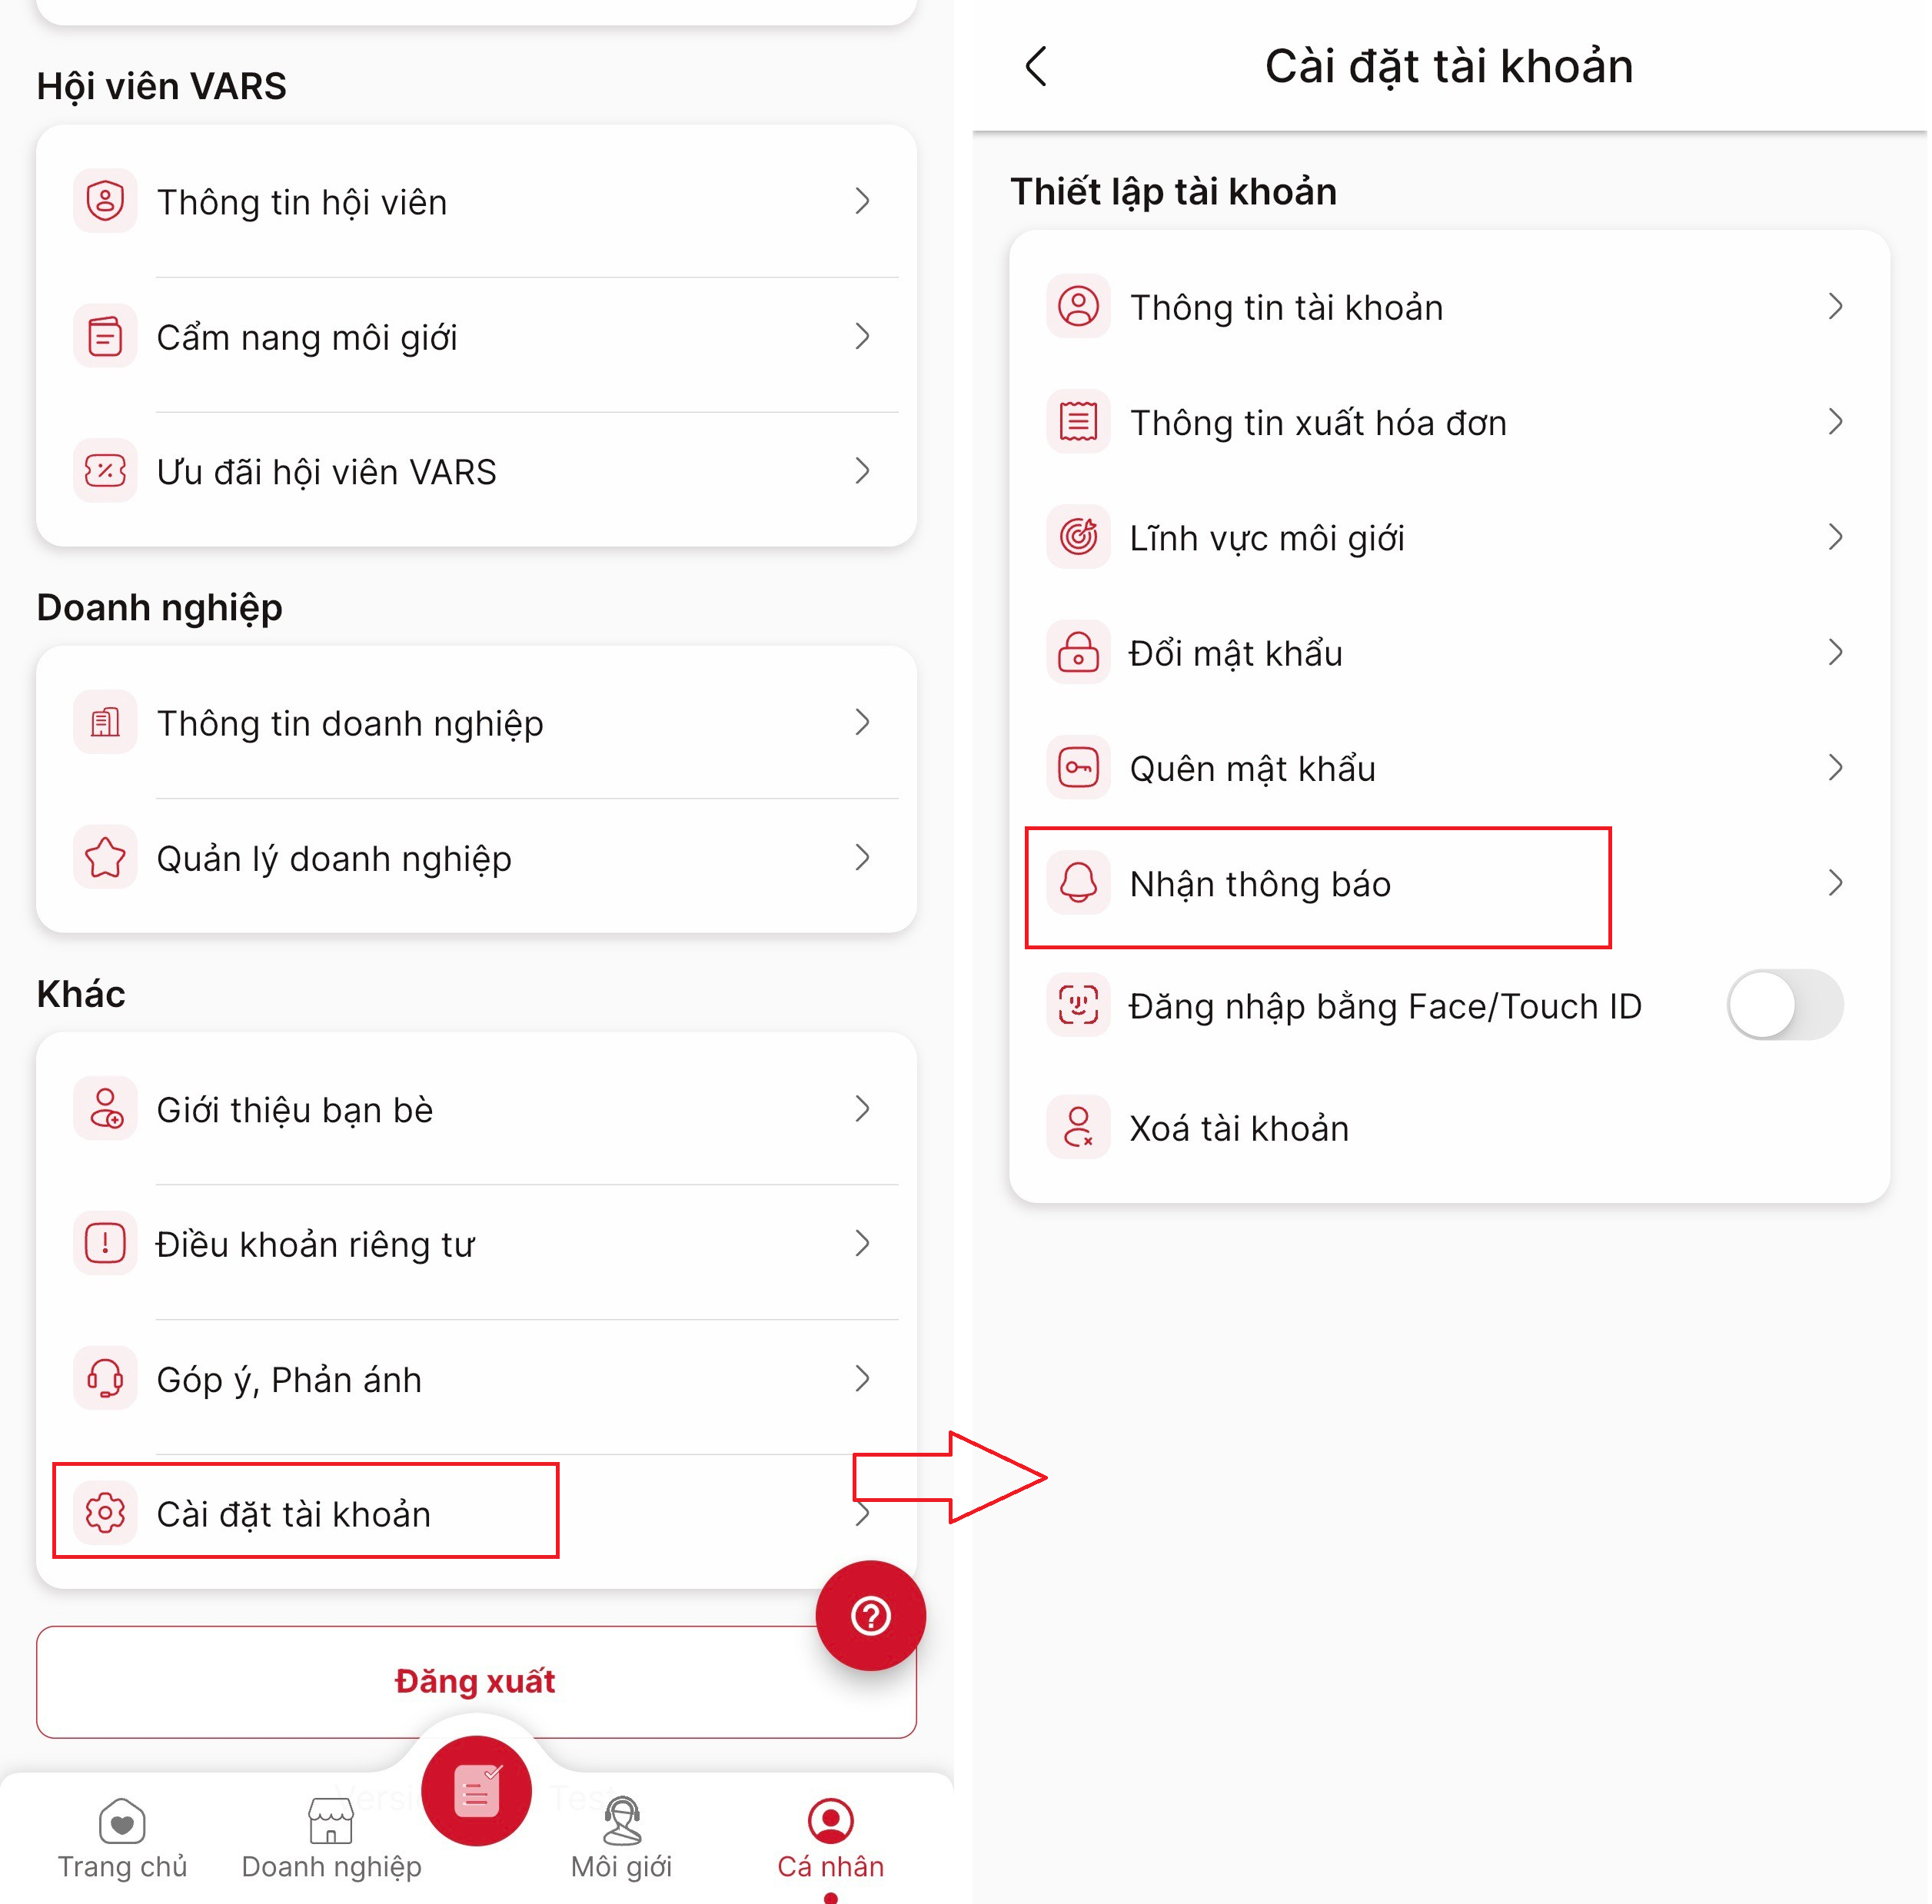 Hội viên VARS
Thông tin hội viên
Cẩm nang môi giới
Ưu đãi hội viên VARS
Doanh nghiệp
Thông tin doanh nghiệp
Quản lý doanh nghiệp
Khác
Giới thiệu bạn bè
Điều khoản riêng tư
Góp ý, Phản ánh
Cài đặt tài khoản
Đăng xuất
Trang chủ
Doanh nghiệp
Môi giới
Cá nhân
Cài đặt tài khoản
Thiết lập tài khoản
Thông tin tài khoản
Thông tin xuất hóa đơn
Lĩnh vực môi giới
Đổi mật khẩu
Quên mật khẩu
Nhận thông báo
Đăng nhập bằng Face/Touch ID
Xoá tài khoản